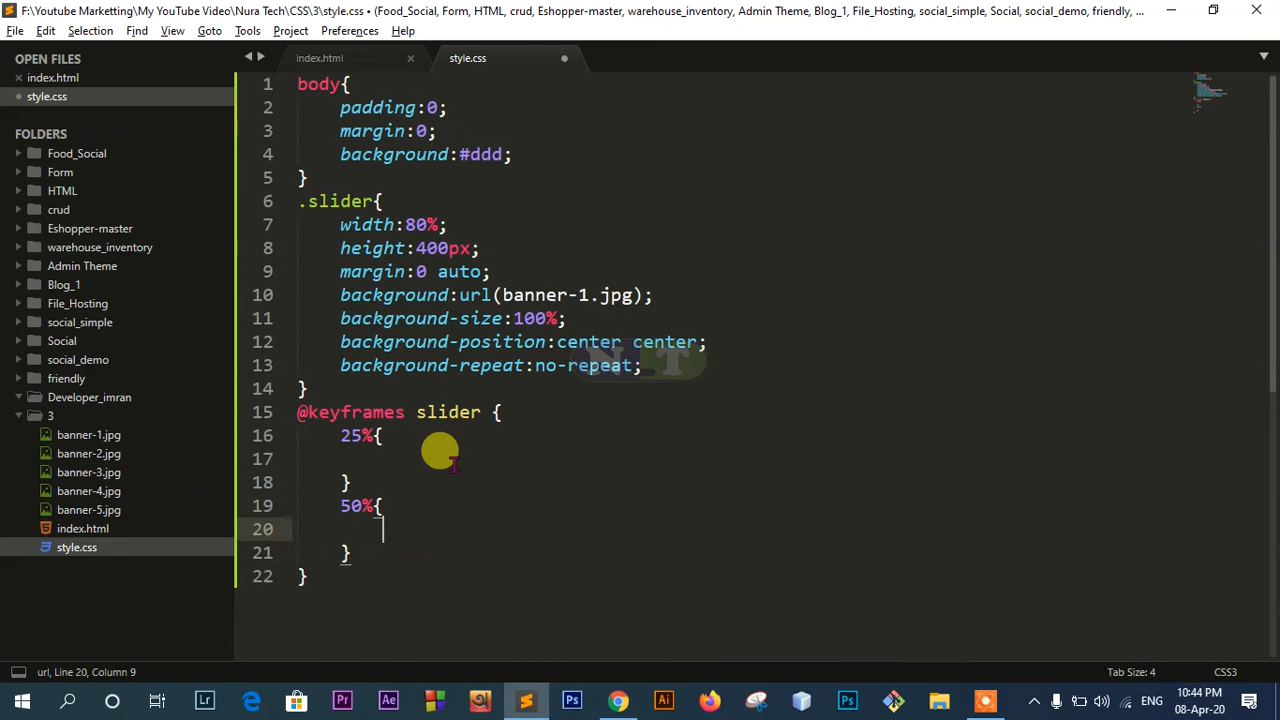 F:\Youtube Marketting\My YouTube Video\Nura Tech\CSS\3\style.css • (Food_Social, Form, HTML, crud, Eshopper-master, warehouse_inventory, Admin Theme, Blog_1, File_Hosting, social_simple, Social, social_demo, friendly, ...
File Edit Selection Find View Goto Tools Project Preferences Help
OPEN FILES
index.html
style.css
FOLDERS
Food_Social
Form
HTML
crud
Eshopper-master
warehouse_inventory
Admin Theme
Blog_1
File_Hosting
social_simple
Social
social_demo
friendly
Developer_imran
3
banner-1.jpg
banner-2.jpg
banner-3.jpg
banner-4.jpg
banner-5.jpg
index.html
style.css
index.html style.css
1 body{
2 padding:0;
3 margin:0;
4 background:#ddd;
5 }
6 .slider{
7 width:80%;
8 height:400px;
9 margin:0 auto;
10 background:url(banner-1.jpg);
11 background-size:100%;
12 background-position:center center;
13 background-repeat:no-repeat;
14 }
15 @keyframes slider {
16 25%{
17
18 }
19 50%{
20
21 }
22 }
NT
url, Line 20, Column 9 Tab Size: 4 CSS3
Lr Pr Ae Ps Ai Ps ENG 10:44 PM
08-Apr-20